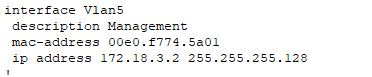 interface Vlan5
description Management
mac-address 00e0.f774.5a01
ip address 172.18.3.2 255.255.255.128
!